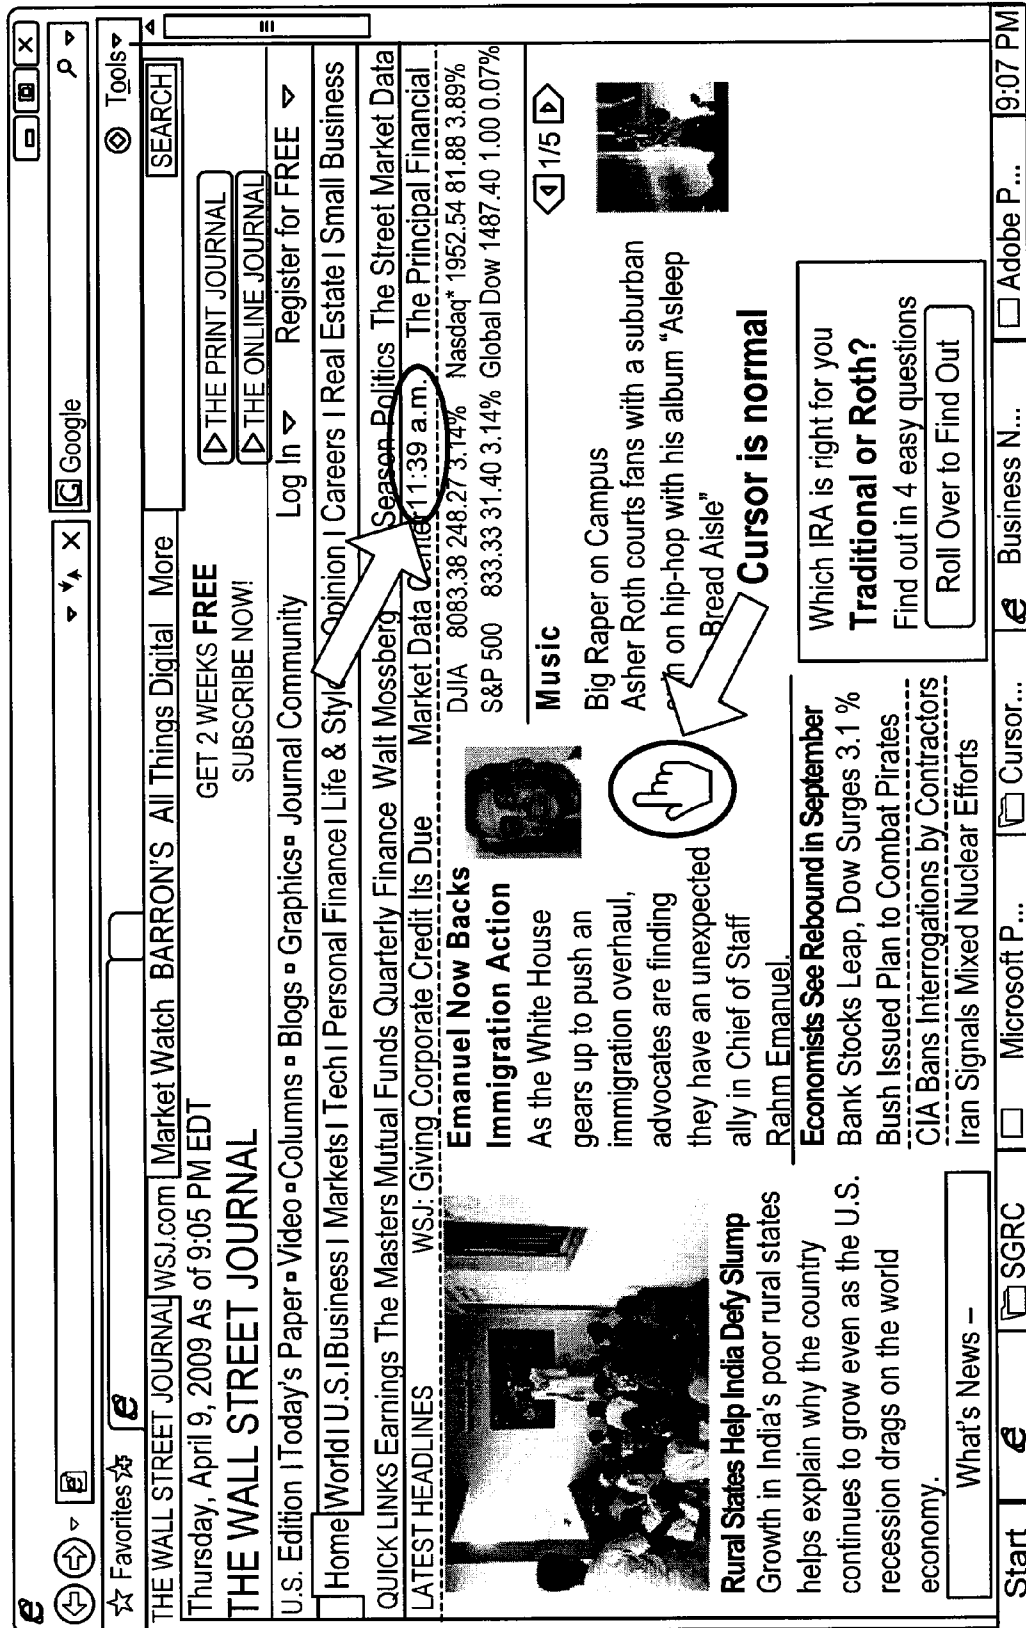 Google
Favorites
Tools
THE WALL STREET JOURNAL WSJ.com Market Watch BARRON'S All Things Digital More SEARCH
Thursday, April 9, 2009 As of 9:05 PM EDT
THE WALL STREET JOURNAL
GET 2 WEEKS FREE
SUBSCRIBE NOW!
THE PRINT JOURNAL
THE ONLINE JOURNAL
U.S. Edition | Today's Paper ▫ Video ▫ Columns ▫ Blogs ▫ Graphics ▫ Journal Community Log In Register for FREE
Home World | U.S. | Business | Markets | Tech | Personal Finance | Life & Style Opinion | Careers | Real Estate | Small Business
QUICK LINKS Earnings The Masters Mutual Funds Quarterly Finance Walt Mossberg Season Politics The Street Market Data
LATEST HEADLINES WSJ: Giving Corporate Credit Its Due Market Data Center 11:39 a.m. The Principal Financial
DJIA 8083.38 248.27 3.14% Nasdaq* 1952.54 81.88 3.89%
S&P 500 833.33 31.40 3.14% Global Dow 1487.40 1.00 0.07%
Rural States Help India Defy Slump
Growth in India's poor rural states
helps explain why the country
continues to grow even as the U.S.
recession drags on the world
economy.
What's News –
Emanuel Now Backs
Immigration Action
As the White House
gears up to push an
immigration overhaul,
advocates are finding
they have an unexpected
ally in Chief of Staff
Rahm Emanuel.
Economists See Rebound in September
Bank Stocks Leap, Dow Surges 3.1 %
Bush Issued Plan to Combat Pirates
CIA Bans Interrogations by Contractors
Iran Signals Mixed Nuclear Efforts
Music
1/5
Big Raper on Campus
Asher Roth courts fans with a suburban
on hip-hop with his album "Asleep
Bread Aisle"
Cursor is normal
Which IRA is right for you
Traditional or Roth?
Find out in 4 easy questions
Roll Over to Find Out
Start SGRC Microsoft P... Cursor... Business N... Adobe P... 9:07 PM